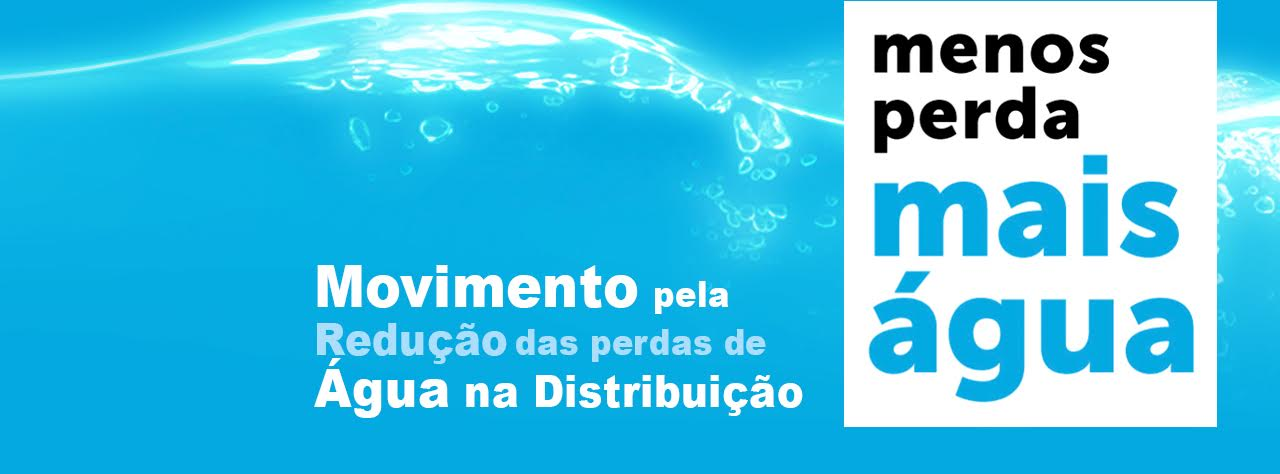 menos
perda
mais
água
Movimento pela
Redução das perdas de
Água na Distribuição